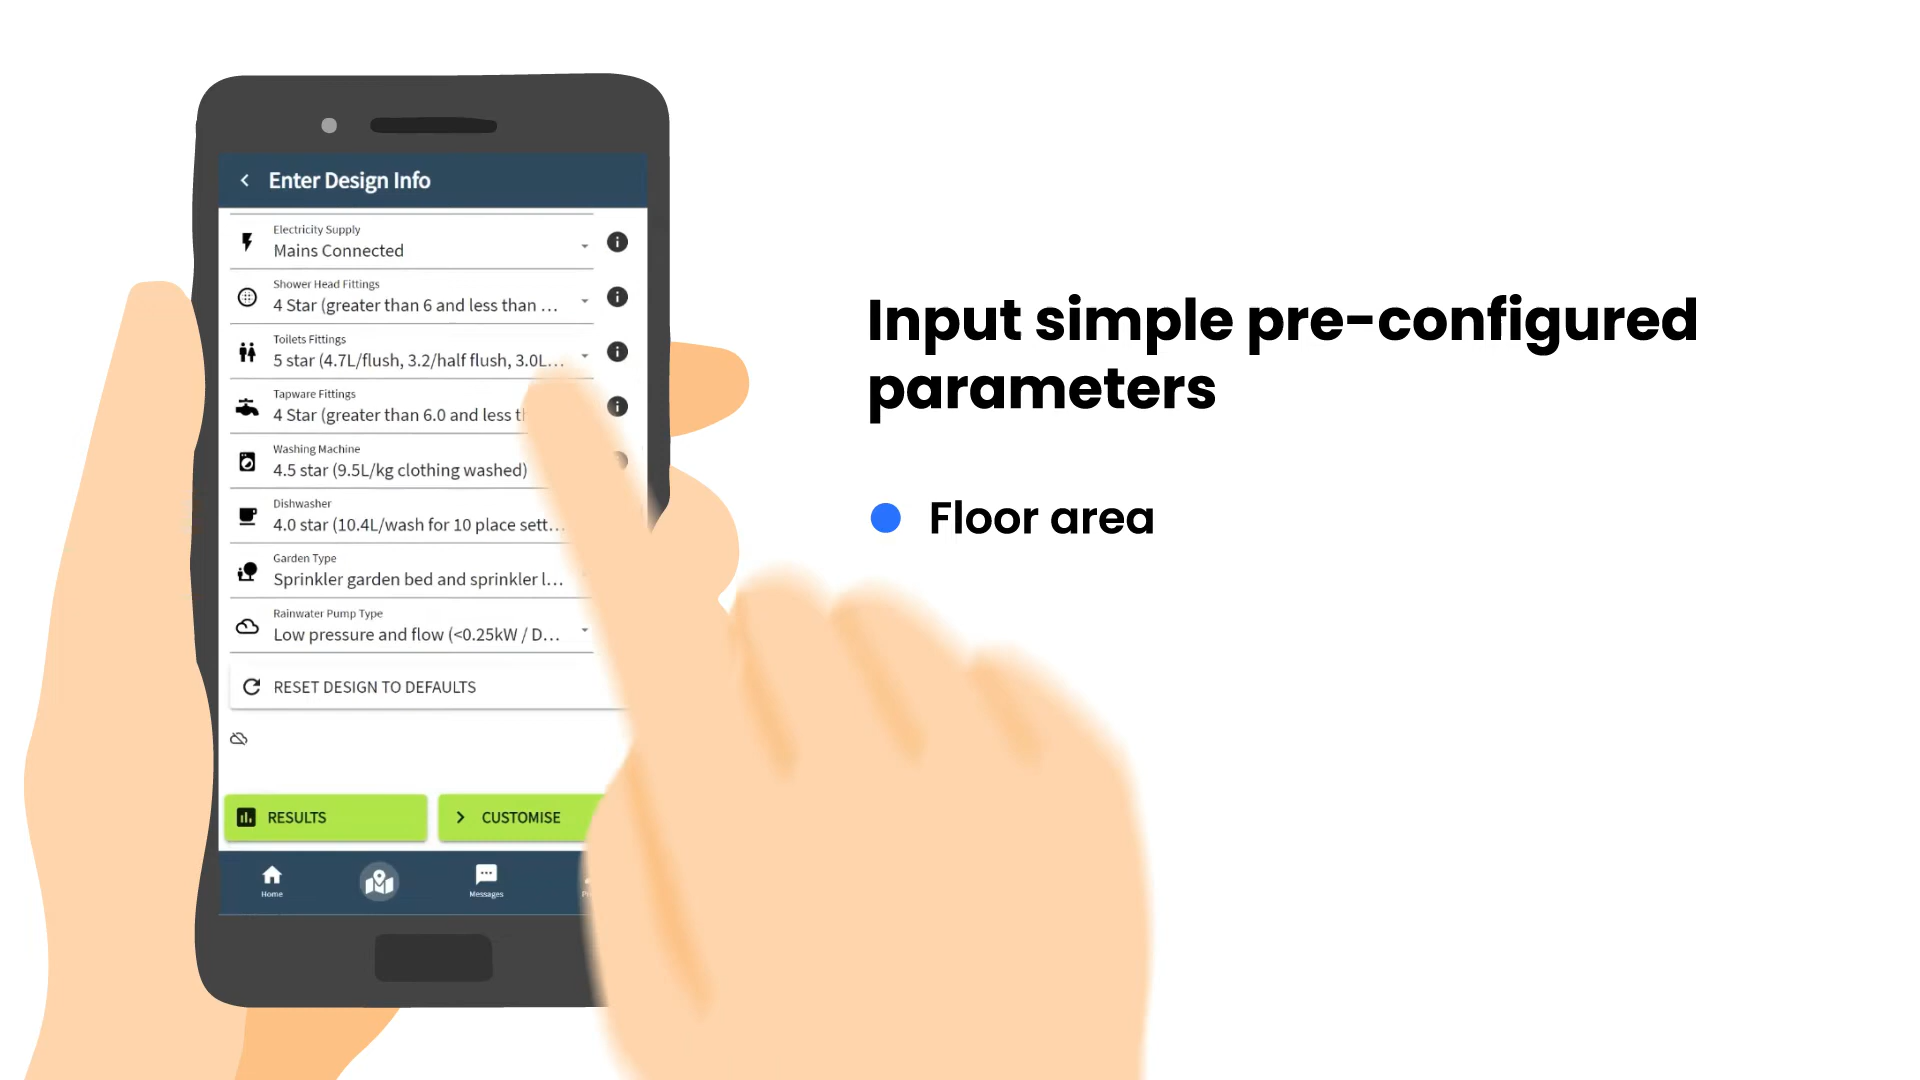 Enter Design Info
Electricity Supply
Mains Connected
Shower Head Fittings
4 Star (greater than 6 and less than ...
Toilets Fittings
5 star (4.7L/flush, 3.2/half flush, 3.0L...
Tapware Fittings
4 Star (greater than 6.0 and less
Washing Machine
4.5 star (9.5L/kg clothing washed)
Dishwasher
4.0 star (10.4L/wash for 10 place sett...
Garden Type
Sprinkler garden bed and sprinkler l...
Rainwater Pump Type
Low pressure and flow (<0.25kW / D...
RESET DESIGN TO DEFAULTS
RESULTS
CUSTOMISE
Home
Messages
Input simple pre-configured
parameters
Floor area